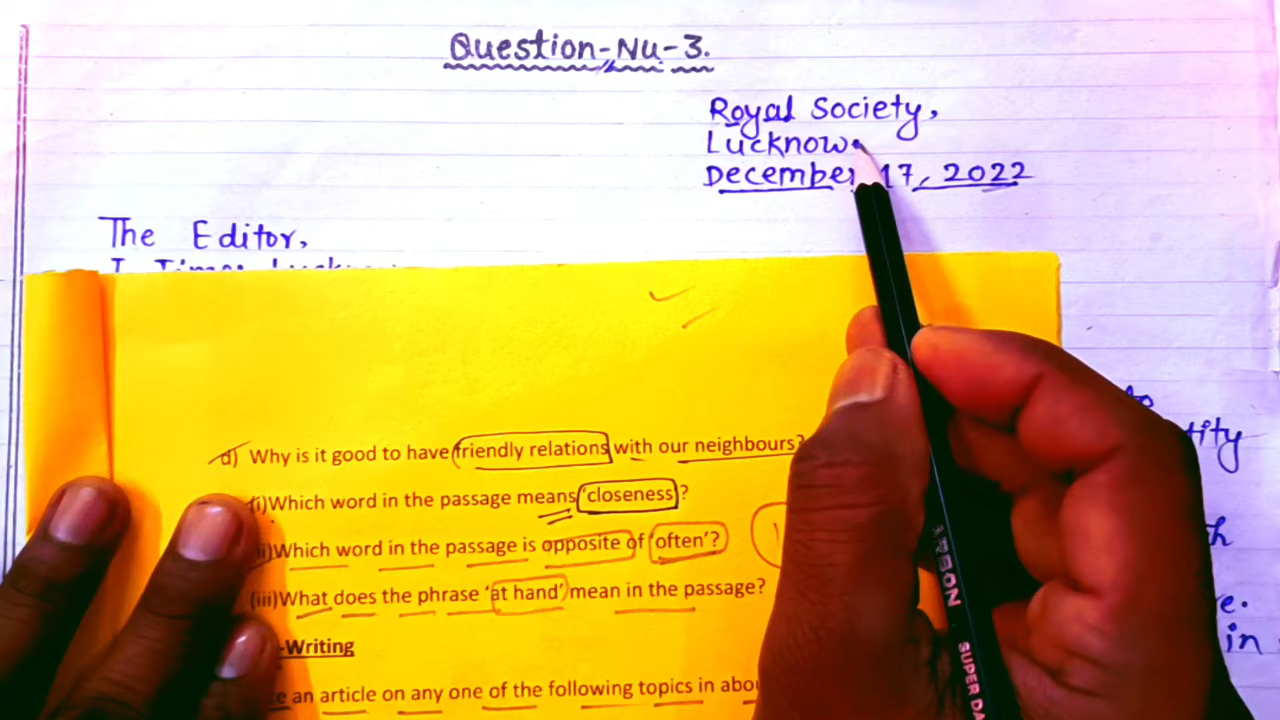 Question-Nu-3.
Royal Society,
Lucknow
December 17, 2022
The Editor,
d) Why is it good to have friendly relations with our neighbours?
(i)Which word in the passage means 'closeness'?
(ii)Which word in the passage is opposite of 'often'?
(iii)What does the phrase 'at hand' mean in the passage?
-Writing
an article on any one of the following topics in
in